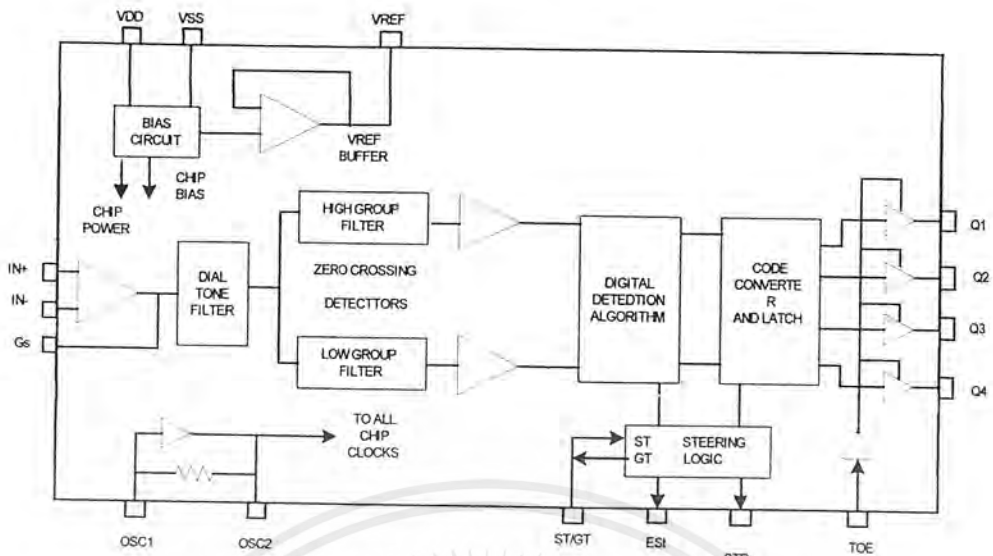 VDD
VSS
VREF
BIAS
CIRCUIT
VREF
BUFFER
CHIP
BIAS
CHIP
POWER
HIGH GROUP
FILTER
IN+
IN-
Gs
DIAL
TONE
FILTER
ZERO CROSSING
DETECTTORS
LOW GROUP
FILTER
DIGITAL
DETEDTION
ALGORITHM
CODE
CONVERTE
R
AND LATCH
Q1
Q2
Q3
Q4
TO ALL
CHIP
CLOCKS
ST
GT
STEERING
LOGIC
OSC1
OSC2
ST/GT
ESt
TOE